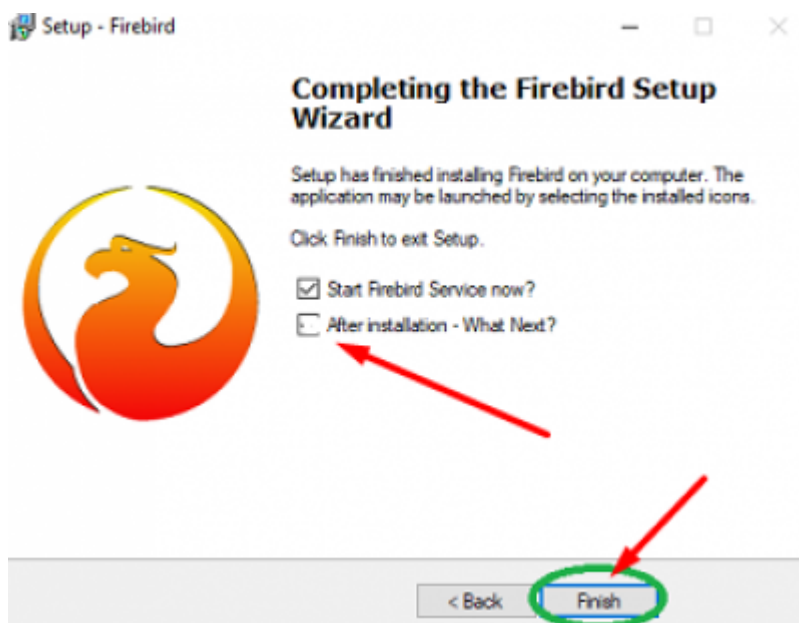 Setup - Firebird
Completing the Firebird Setup
Wizard
Setup has finished installing Firebird on your computer. The
application may be launched by selecting the installed icons.
Click Finish to exit Setup.
Start Firebird Service now?
After installation - What Next?
< Back
Finish